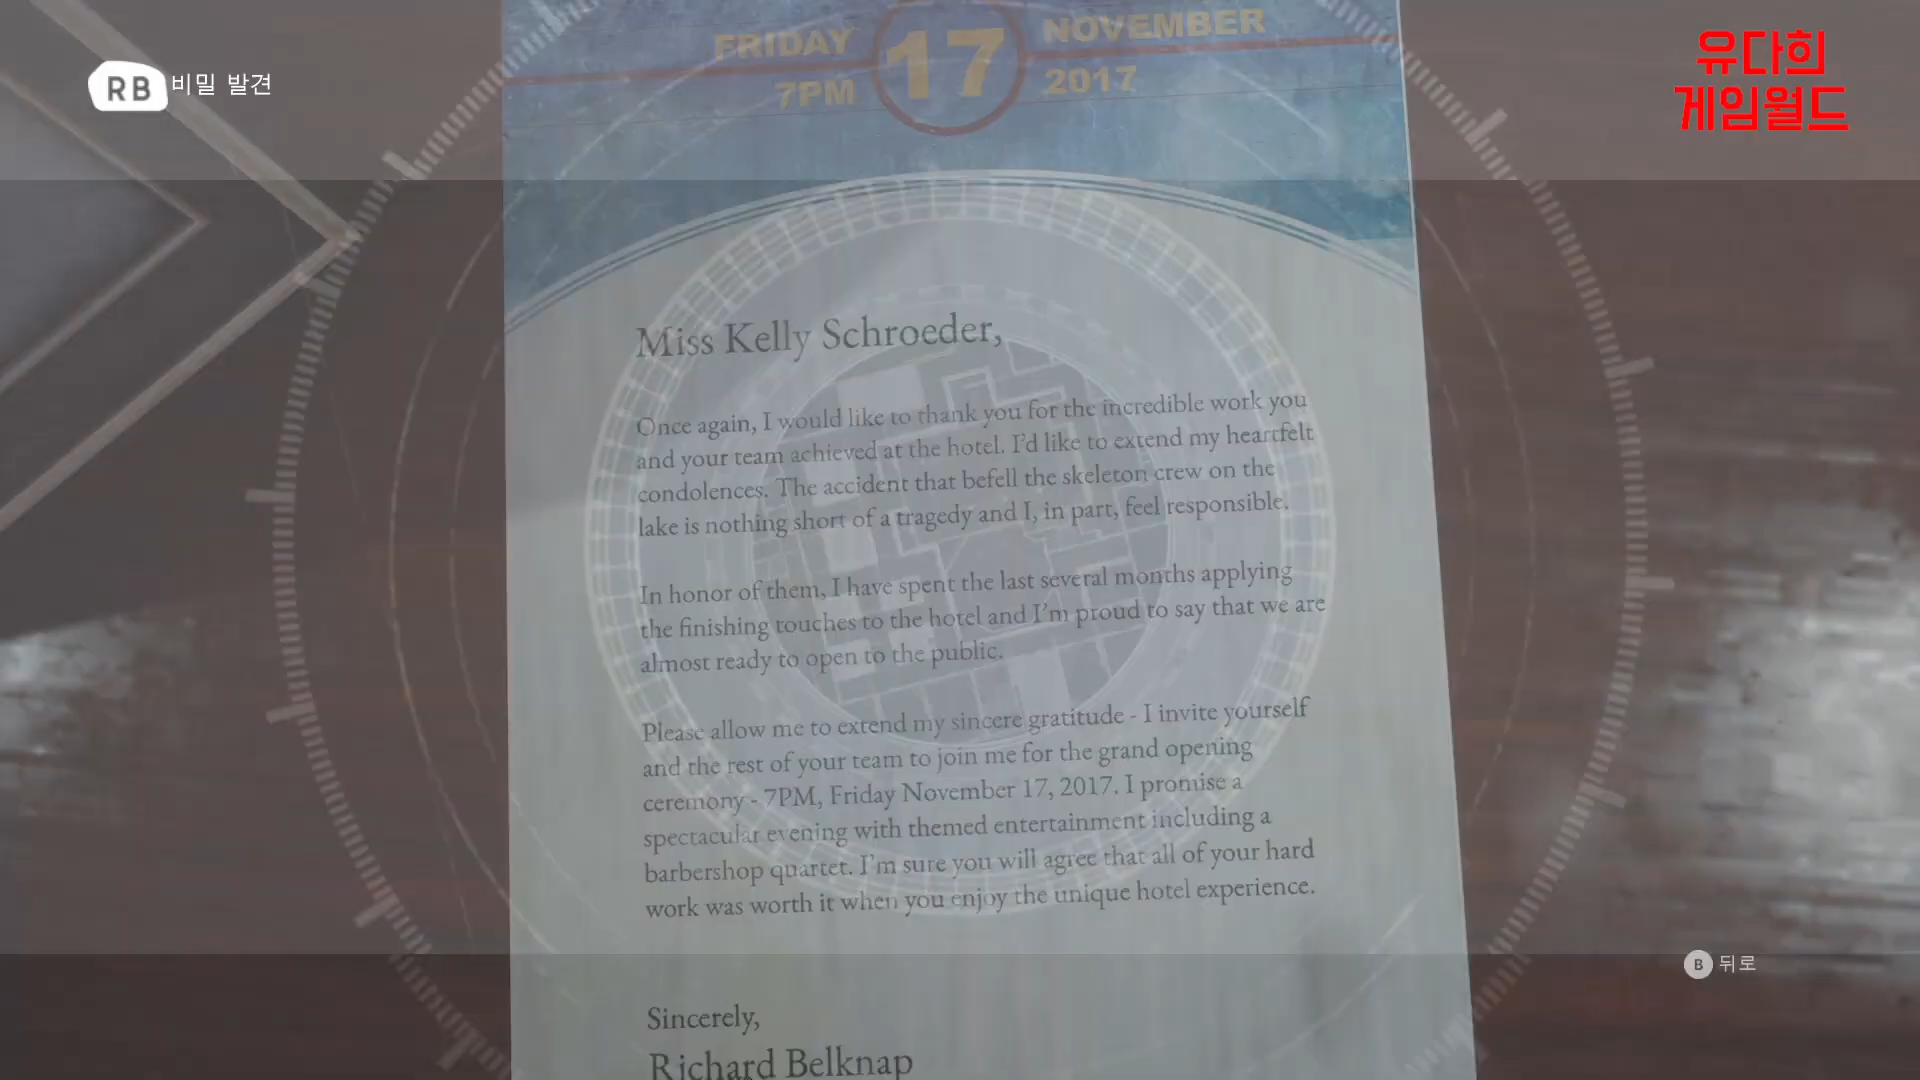 RB 비밀 발견
유다희
게임월드
FRIDAY 17 NOVEMBER
7PM 2017
Miss Kelly Schroeder,
Once again, I would like to thank you for the incredible work you
and your team achieved at the hotel. I'd like to extend my heartfelt
condolences. The accident that befell the skeleton crew on the
lake is nothing short of a tragedy and I, in part, feel responsible.
In honor of them, I have spent the last several months applying
the finishing touches to the hotel and I'm proud to say that we are
almost ready to open to the public.
Please allow me to extend my sincere gratitude - I invite yourself
and the rest of your team to join me for the grand opening
ceremony - 7PM, Friday November 17, 2017. I promise a
spectacular evening with themed entertainment including a
barbershop quartet. I'm sure you will agree that all of your hard
work was worth it when you enjoy the unique hotel experience.
B 뒤로
Sincerely,
Richard Belknap